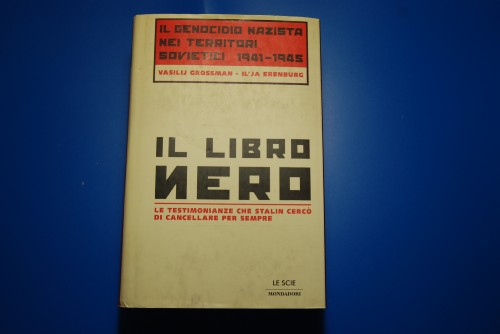 IL GENOCIDIO NAZISTA
NEI TERRITORI
SOVIETICI 1941-1945
VASILIJ GROSSMAN - IL'JA ERENBURG
IL LIBRO
NERO
LE TESTIMONIANZE CHE STALIN CERCÒ
DI CANCELLARE PER SEMPRE
LE SCIE
MONDADORI